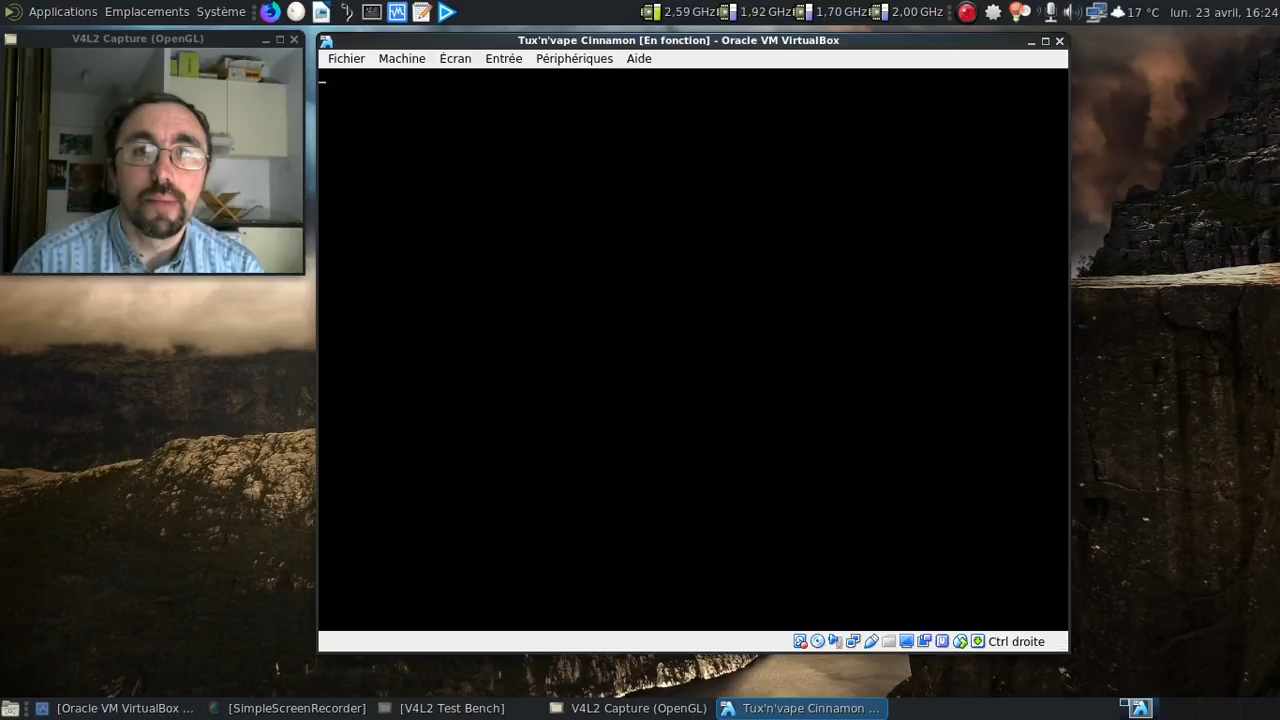 Applications Emplacements Système
2,59 GHz 1,92 GHz 1,70 GHz 2,00 GHz 17 °C lun. 23 avril, 16:24
V4L2 Capture (OpenGL)
Tux'n'vape Cinnamon [En fonction] - Oracle VM VirtualBox
Fichier Machine Écran Entrée Périphériques Aide
Ctrl droite
[Oracle VM VirtualBox ... [SimpleScreenRecorder] [V4L2 Test Bench] V4L2 Capture (OpenGL) Tux'n'vape Cinnamon ...